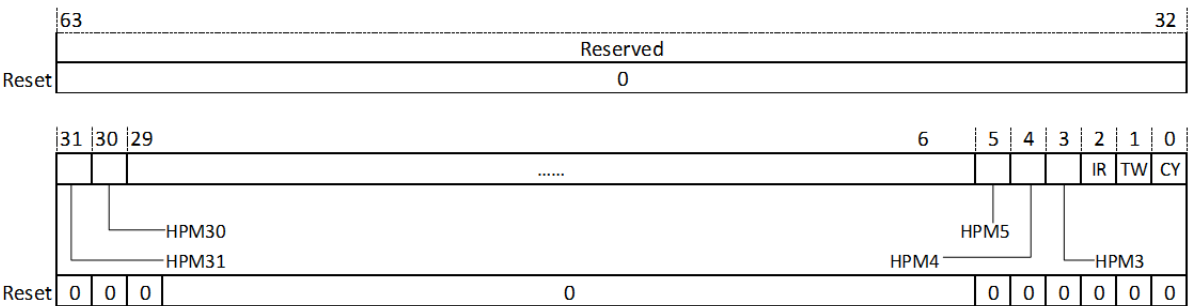 63 32
Reserved
Reset 0
31 30 29 6 5 4 3 2 1 0
...... IR TW CY
HPM30 HPM5
HPM31 HPM4 HPM3
Reset 0 0 0 0 0 0 0 0 0 0